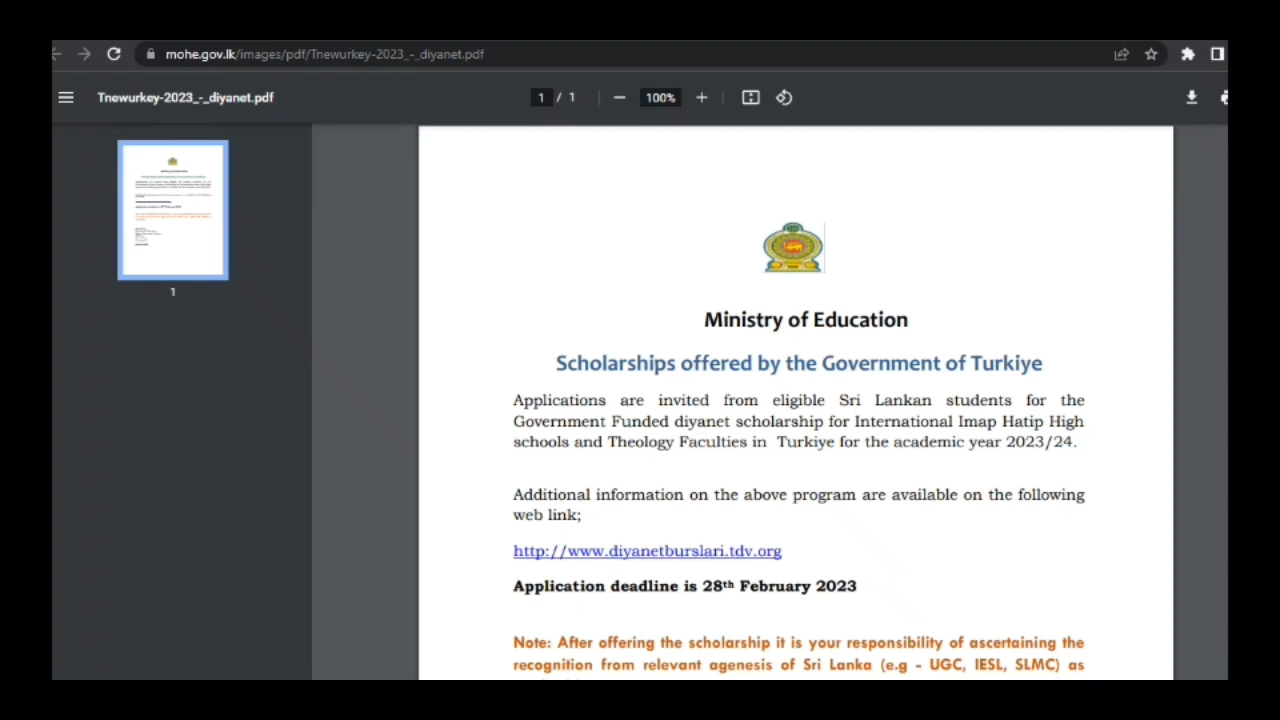 mohe.gov.lk/images/pdf/Tnewurkey-2023_-_diyanet.pdf
Tnewurkey-2023_-_diyanet.pdf
1 / 1
100%
1
Ministry of Education
Scholarships offered by the Government of Turkiye
Applications are invited from eligible Sri Lankan students for the
Government Funded diyanet scholarship for International Imap Hatip High
schools and Theology Faculties in Turkiye for the academic year 2023/24.
Additional information on the above program are available on the following
web link;
http://www.diyanetburslari.tdv.org
Application deadline is 28th February 2023
Note: After offering the scholarship it is your responsibility of ascertaining the
recognition from relevant agenesis of Sri Lanka (e.g - UGC, IESL, SLMC) as